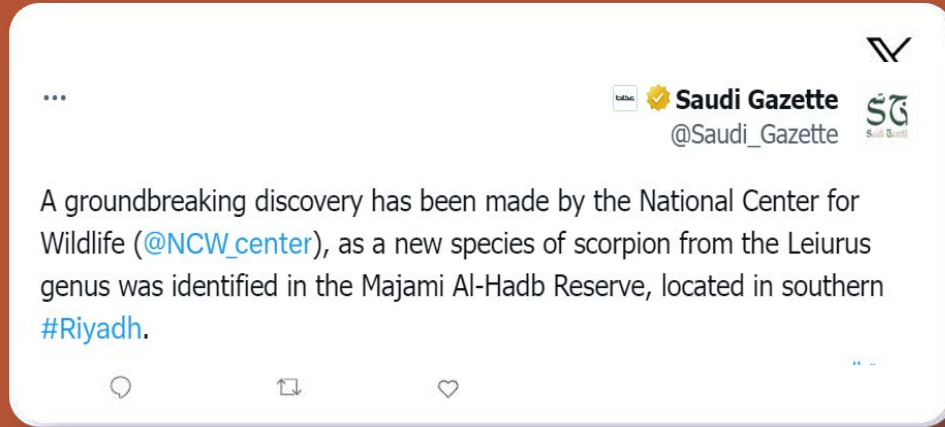 Saudi Gazette
@Saudi_Gazette
A groundbreaking discovery has been made by the National Center for
Wildlife (@NCW_center), as a new species of scorpion from the Leiurus
genus was identified in the Majami Al-Hadb Reserve, located in southern
#Riyadh.